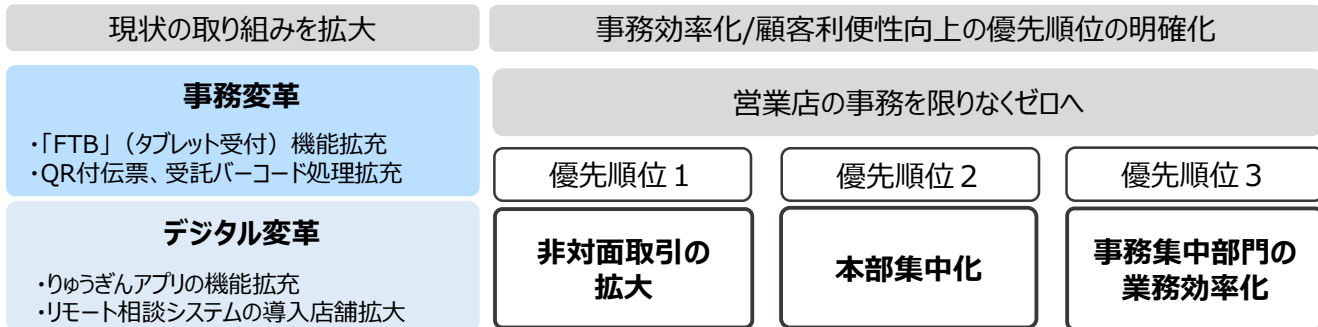 現状の取り組みを拡大
事務変革
・「FTB」（タブレット受付）機能拡充
・QR付伝票、受託バーコード処理拡充
デジタル変革
・りゅうぎんアプリの機能拡充
・リモート相談システムの導入店舗拡大
事務効率化/顧客利便性向上の優先順位の明確化
営業店の事務を限りなくゼロへ
優先順位１
非対面取引の
拡大
優先順位２
本部集中化
優先順位３
事務集中部門の
業務効率化